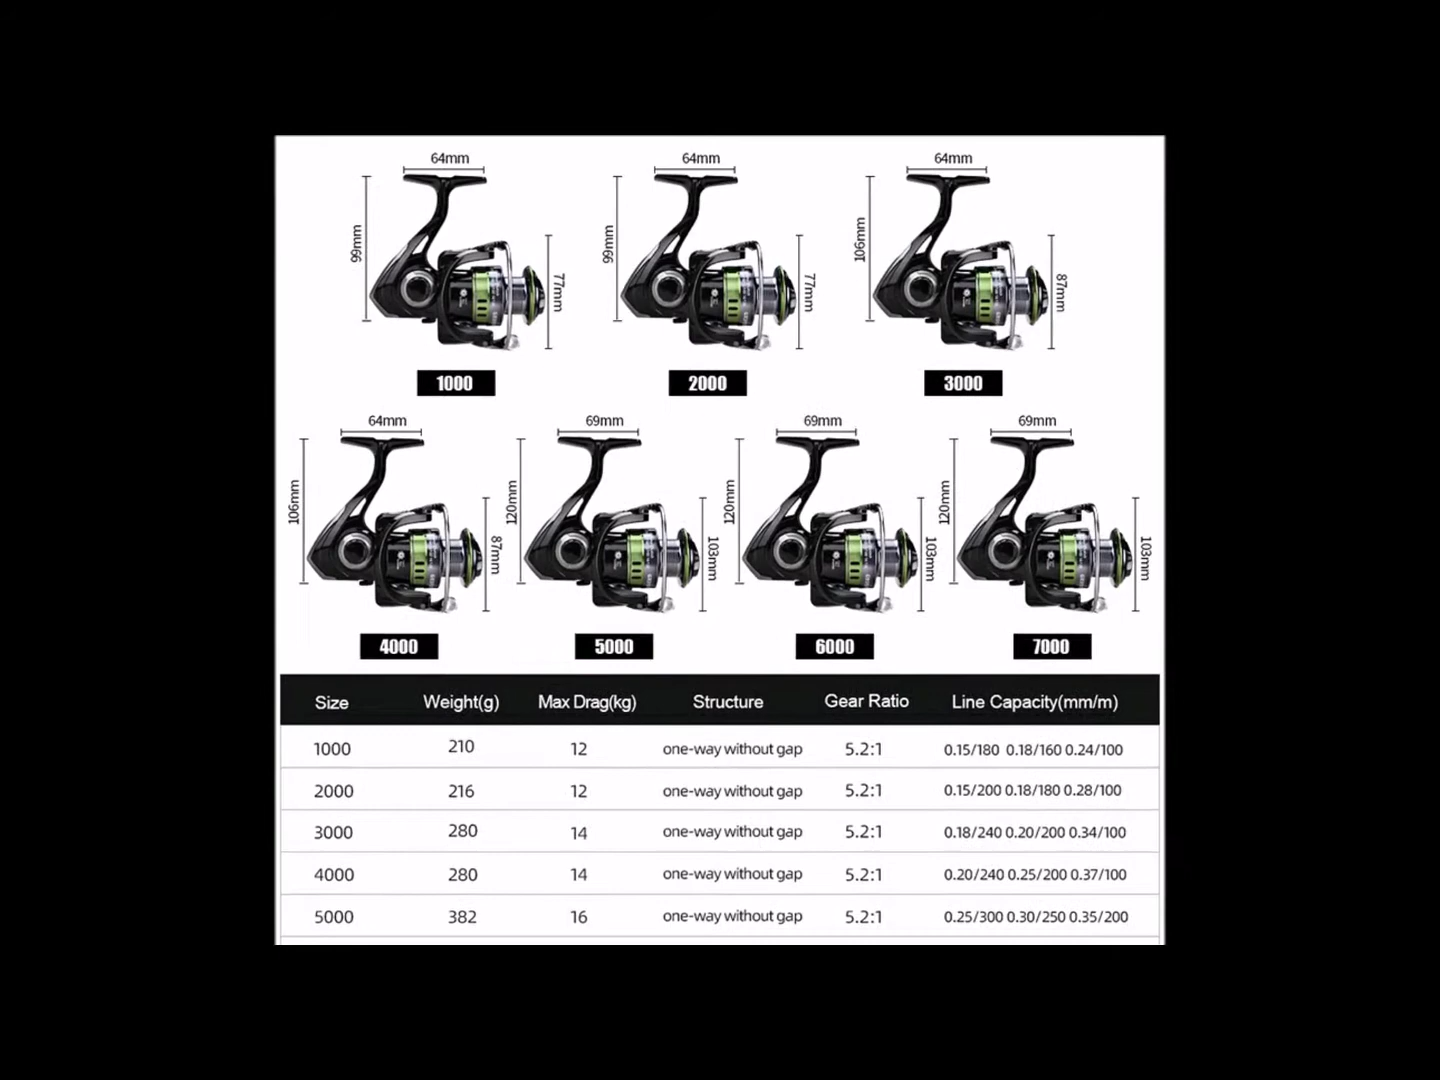 64mm 64mm 64mm
99mm 77mm 99mm 77mm 106mm 87mm
1000 2000 3000
64mm 69mm 69mm 69mm
106mm 87mm 120mm 103mm 120mm 103mm 120mm 103mm
4000 5000 6000 7000
Size Weight(g) Max Drag(kg) Structure Gear Ratio Line Capacity(mm/m)
1000 210 12 one-way without gap 5.2:1 0.15/180 0.18/160 0.24/100
2000 216 12 one-way without gap 5.2:1 0.15/200 0.18/180 0.28/100
3000 280 14 one-way without gap 5.2:1 0.18/240 0.20/200 0.34/100
4000 280 14 one-way without gap 5.2:1 0.20/240 0.25/200 0.37/100
5000 382 16 one-way without gap 5.2:1 0.25/300 0.30/250 0.35/200